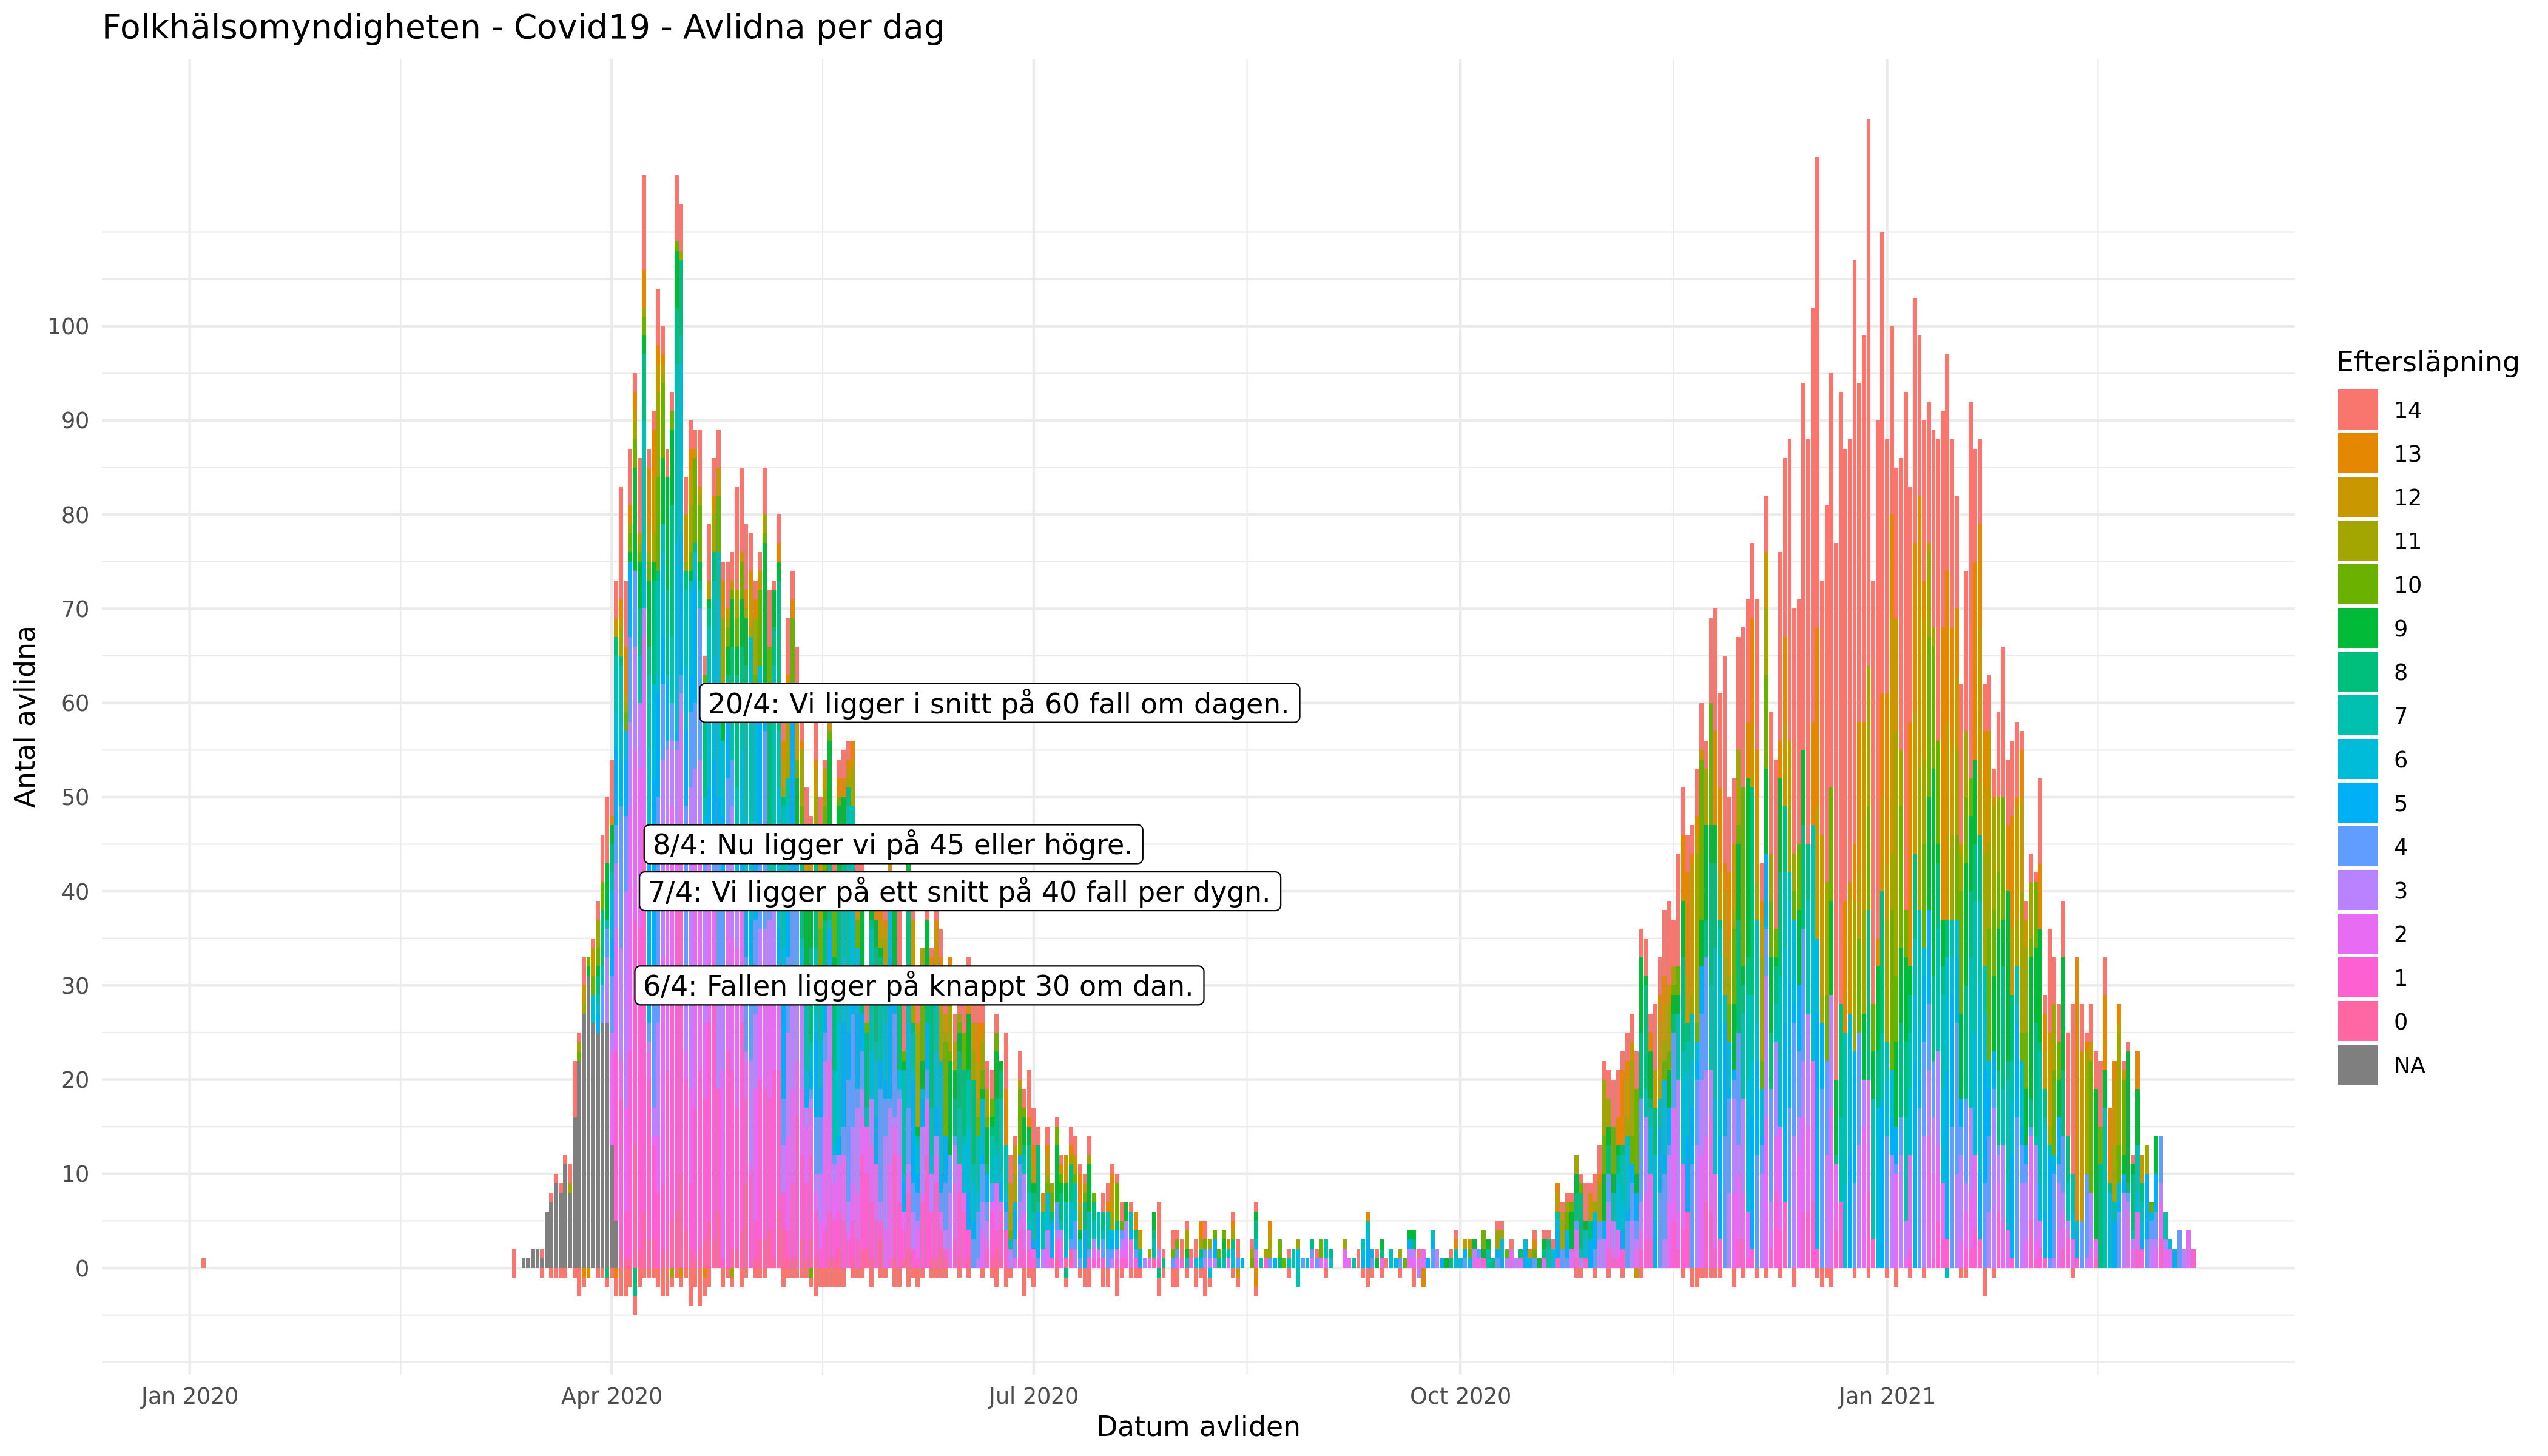 Folkhälsomyndigheten - Covid19 - Avlidna per dag
Antal avlidna
100
90
80
70
60
50
40
30
20
10
0
20/4: Vi ligger i snitt på 60 fall om dagen.
8/4: Nu ligger vi på 45 eller högre.
7/4: Vi ligger på ett snitt på 40 fall per dygn.
6/4: Fallen ligger på knappt 30 om dan.
Jan 2020
Apr 2020
Jul 2020
Oct 2020
Jan 2021
Datum avliden
Eftersläpning
14
13
12
11
10
9
8
7
6
5
4
3
2
1
0
NA